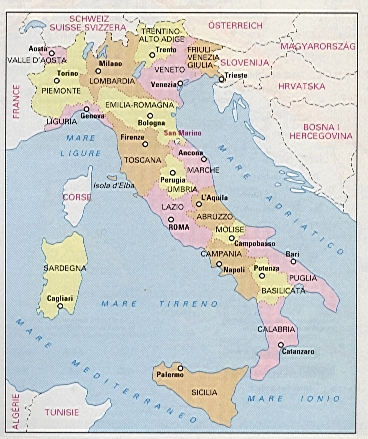 SCHWEIZ
SUISSE SVIZZERA
ÖSTERREICH
MAGYARORSZÁG
TRENTINO-
ALTO ADIGE
FRIULI-
VENEZIA
GIULIA
SLOVENIJA
Aosta
VALLE D'AOSTA
Milano
Trento
Torino
LOMBARDIA
VENETO
Trieste
PIEMONTE
Venezia
HRVATSKA
FRANCE
EMILIA-ROMAGNA
Genova
Bologna
LIGURIA
BOSNA I
HERCEGOVINA
MARE
LIGURE
Firenze
San Marino
TOSCANA
Ancona
MARCHE
MARE ADRIATICO
Isola d'Elba
Perugia
UMBRIA
CORSE
L'Aquila
LAZIO
ABRUZZO
ROMA
MOLISE
Campobasso
CAMPANIA
Bari
SARDEGNA
Napoli
Potenza
PUGLIA
BASILICATA
Cagliari
MARE TIRRENO
CALABRIA
Catanzaro
MARE MEDITERRANEO
Palermo
SICILIA
MARE IONIO
ALGÉRIE
TUNISIE